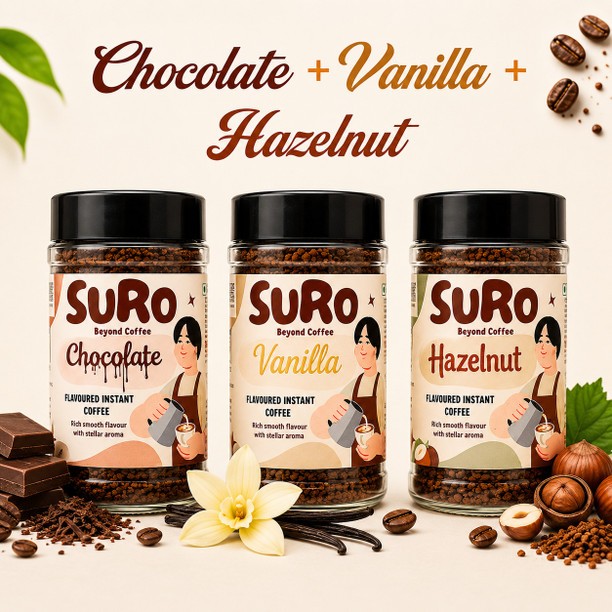 Chocolate + Vanilla +
Hazelnut
SURO
Beyond Coffee
Chocolate
FLAVOURED INSTANT
COFFEE
Rich smooth flavour
with stellar aroma
SURO
Beyond Coffee
Vanilla
FLAVOURED INSTANT
COFFEE
Rich smooth flavour
with stellar aroma
SURO
Beyond Coffee
Hazelnut
FLAVOURED INSTANT
COFFEE
Rich smooth flavour
with stellar aroma